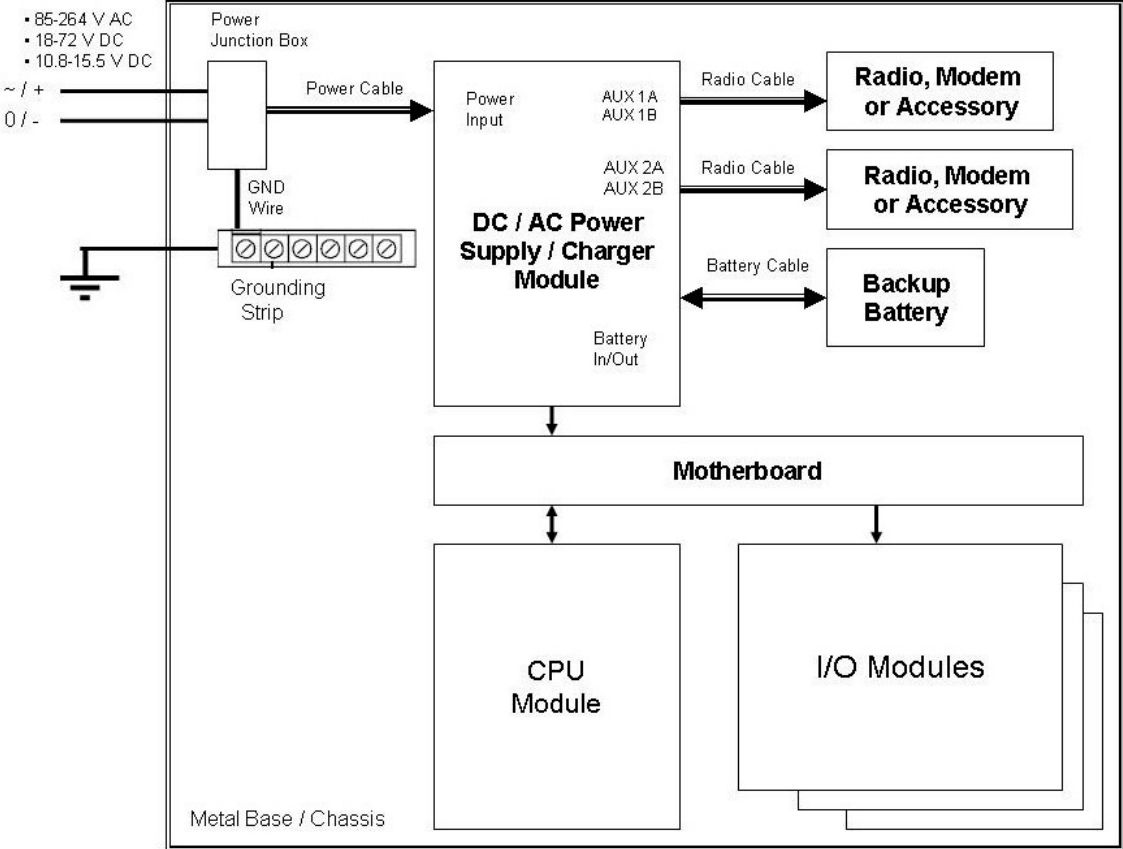 • 85-264 V AC
• 18-72 V DC
• 10.8-15.5 V DC
~ / +
0 / -
Power
Junction Box
Power Cable
GND
Wire
Grounding
Strip
Power
Input
AUX 1A
AUX 1B
AUX 2A
AUX 2B
DC / AC Power
Supply / Charger
Module
Battery
In/Out
Radio Cable
Radio, Modem
or Accessory
Radio Cable
Radio, Modem
or Accessory
Battery Cable
Backup
Battery
Motherboard
CPU
Module
I/O Modules
Metal Base / Chassis